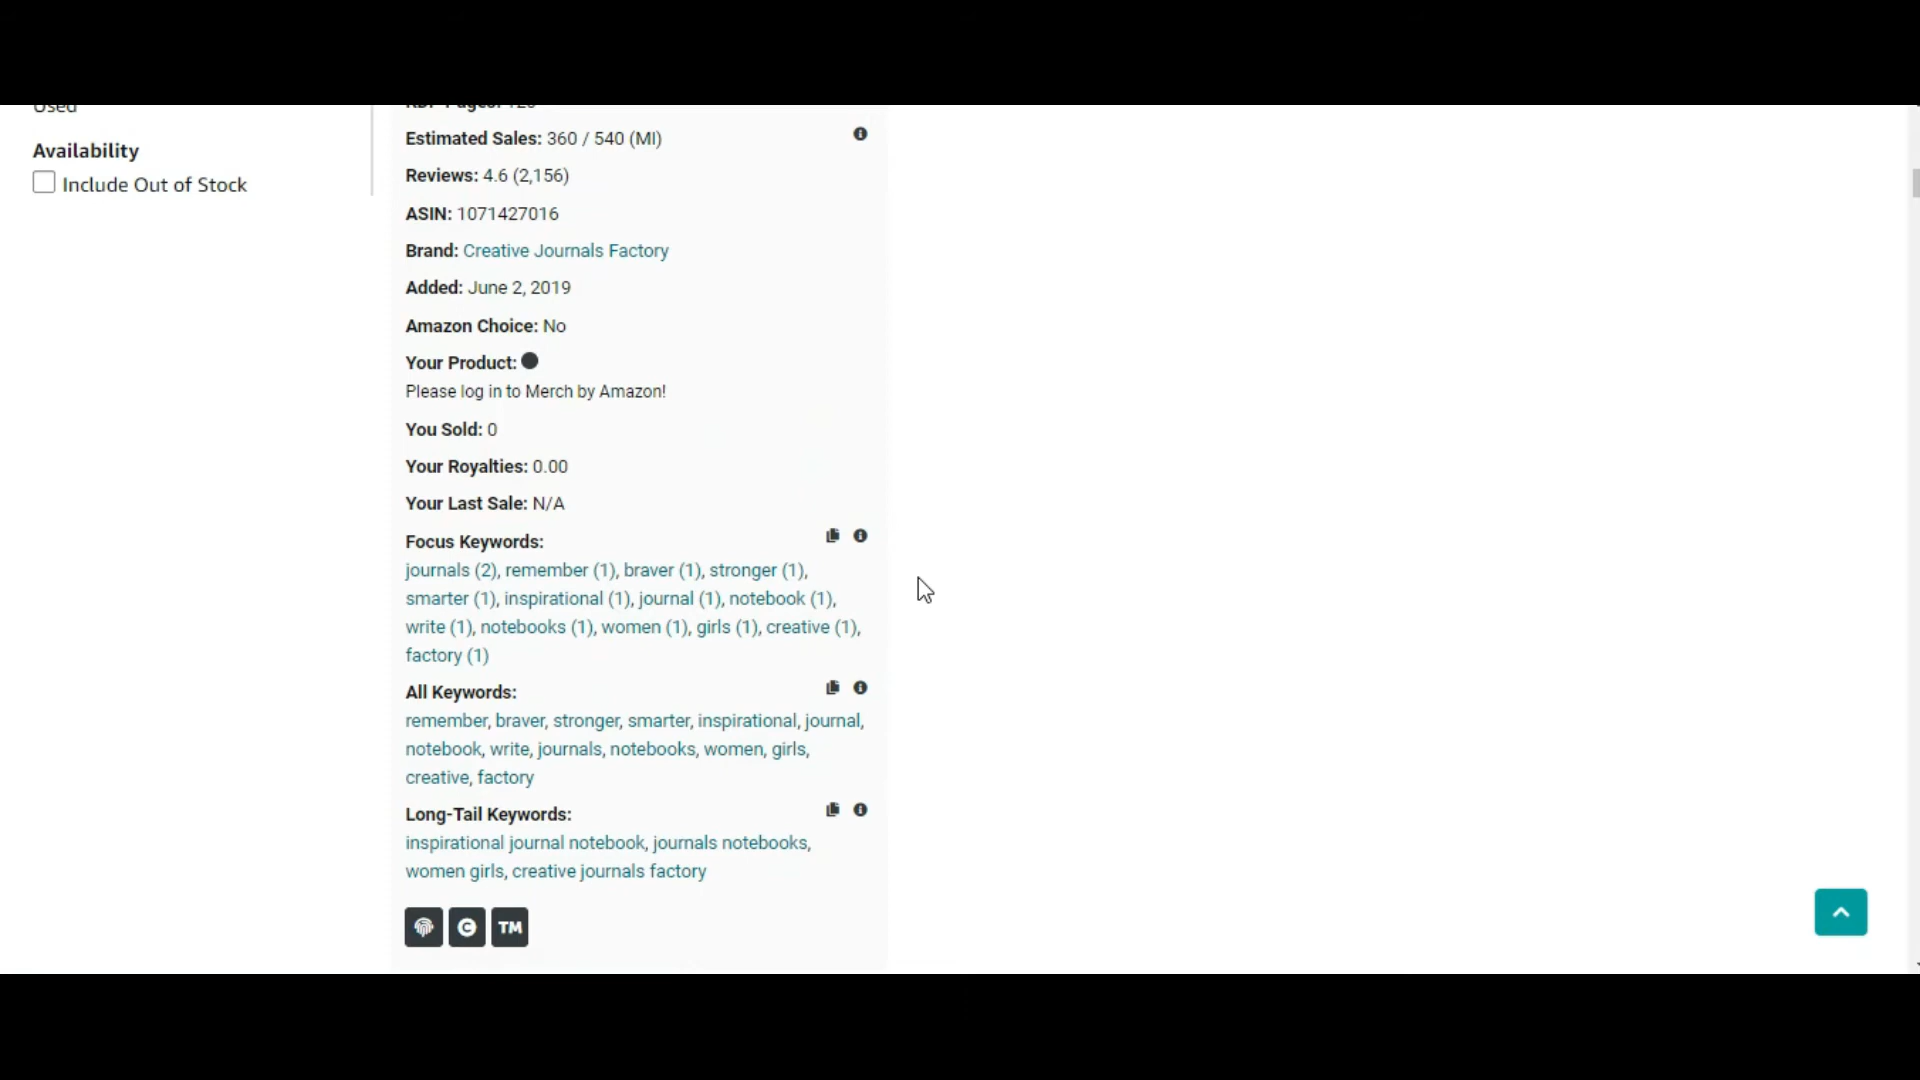 Used
Availability
Include Out of Stock
Estimated Sales: 360 / 540 (MI)
Reviews: 4.6 (2,156)
ASIN: 1071427016
Brand: Creative Journals Factory
Added: June 2, 2019
Amazon Choice: No
Your Product:
Please log in to Merch by Amazon!
You Sold: 0
Your Royalties: 0.00
Your Last Sale: N/A
Focus Keywords:
journals (2), remember (1), braver (1), stronger (1),
smarter (1), inspirational (1), journal (1), notebook (1),
write (1), notebooks (1), women (1), girls (1), creative (1),
factory (1)
All Keywords:
remember, braver, stronger, smarter, inspirational, journal,
notebook, write, journals, notebooks, women, girls,
creative, factory
Long-Tail Keywords:
inspirational journal notebook, journals notebooks,
women girls, creative journals factory
C TM